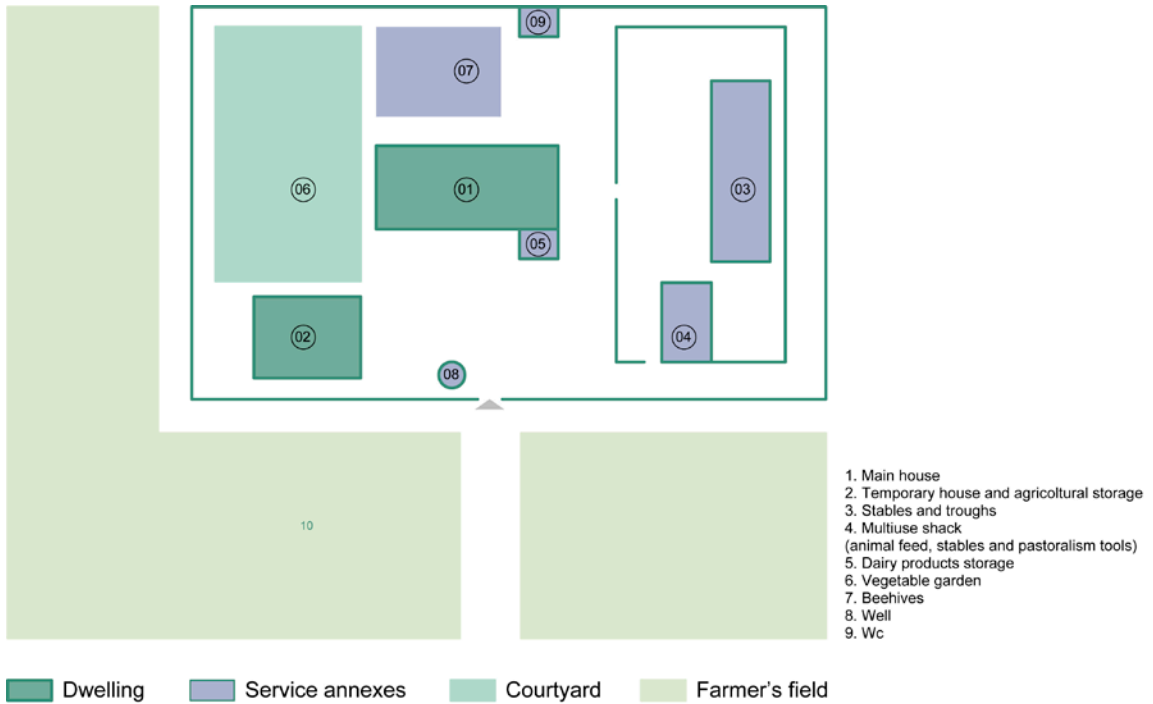 09
07
06
01
03
05
02
04
08
10
1. Main house
2. Temporary house and agricoltural storage
3. Stables and troughs
4. Multiuse shack
(animal feed, stables and pastoralism tools)
5. Dairy products storage
6. Vegetable garden
7. Beehives
8. Well
9. Wc
Dwelling
Service annexes
Courtyard
Farmer's field